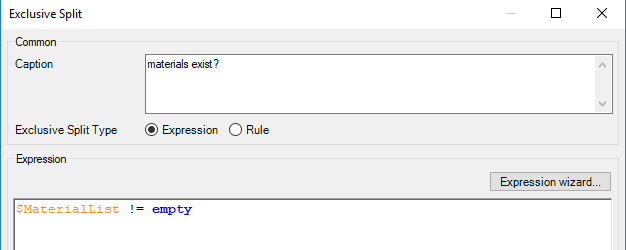 Exclusive Split
Common
Caption
materials exist?
Exclusive Split Type
Expression
Rule
Expression
Expression wizard...
$MaterialList != empty